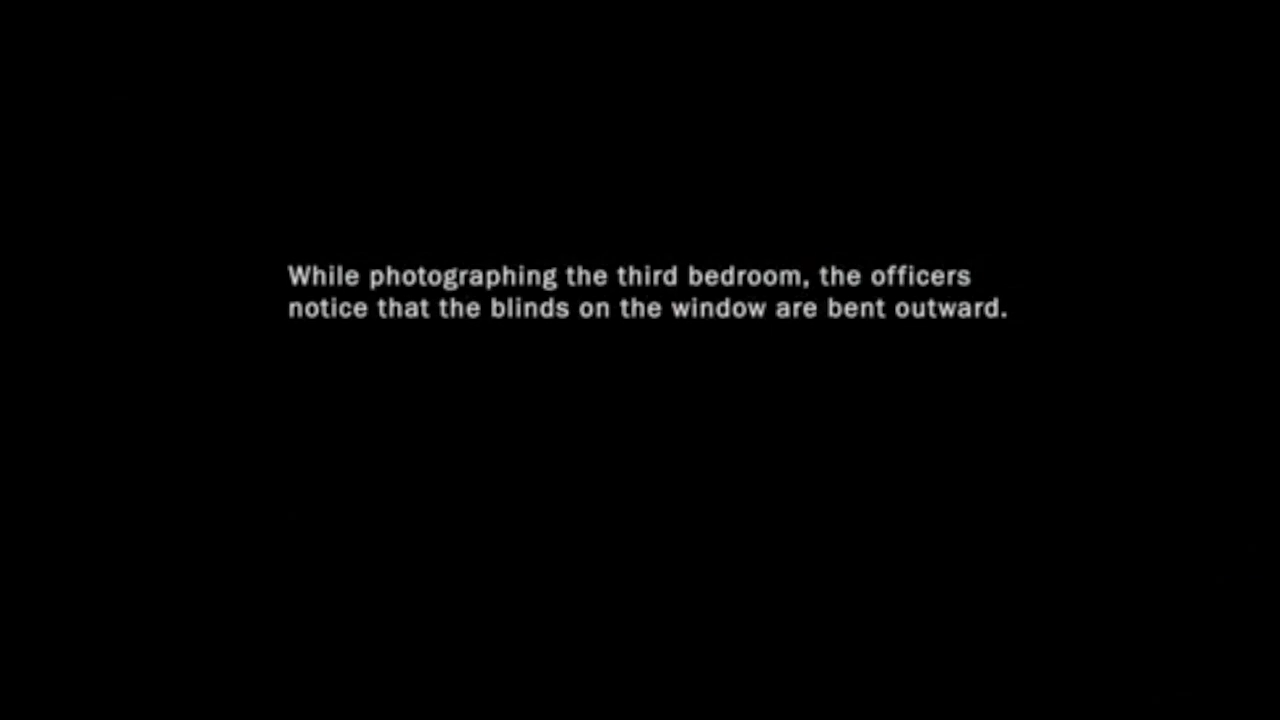 While photographing the third bedroom, the officers
notice that the blinds on the window are bent outward.